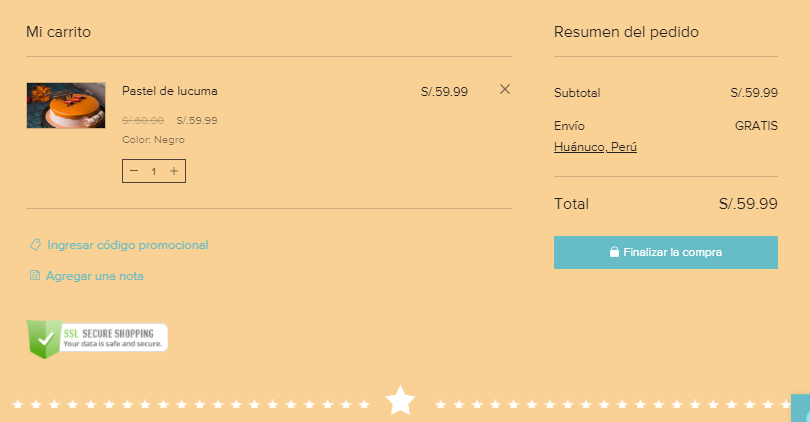 Mi carrito
Pastel de lucuma
S/.59.99
S/.60.00 S/.59.99
Color: Negro
1
Ingresar código promocional
Agregar una nota
SSL SECURE SHOPPING
Your data is safe and secure.
Resumen del pedido
Subtotal S/.59.99
Envío GRATIS
Huánuco, Perú
Total S/.59.99
Finalizar la compra